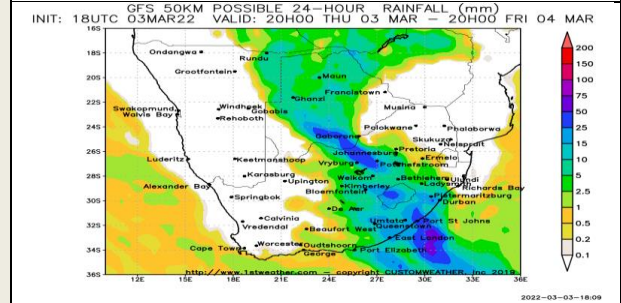 GFS 50KM POSSIBLE 24-HOUR RAINFALL (mm)
INIT: 18UTC 03MAR22 VALID: 20H00 THU 03 MAR - 20H00 FRI 04 MAR
16S
Ondangwa
Rundu
18S
Grootfontein
Maun
20S
Francistown
Ghanzi
22S
Musina
Swakopmund
Windhoek
Gobabis
Walvis Bay
Rehoboth
24S
Polokwane
Phalaborwa
Gaborone
Skukuza
Pretoria
Nelspruit
26S
Johannesburg
Ermelo
Luderitz
Keetmanshoop
Vryburg
Potchefstroom
28S
Karasburg
Welkom
Bethlehem
Ulundi
Alexander Bay
Upington
Kimberley
Ladysmith
Richards Bay
Bloemfontein
Pietermaritzburg
30S
Springbok
Durban
De Aar
Calvinia
Umtata
Port St Johns
32S
Vredendal
Beaufort West
Queenstown
East London
34S
Cape Town
Worcester
Oudtshoorn
George
Port Elizabeth
36S
http://www.1stweather.com - copyright CUSTOMWEATHER, inc 2019
12E
15E
18E
21E
24E
27E
30E
33E
36E
200
150
100
75
50
25
15
10
5
2.5
1
0.5
0.2
0.1
2022-03-03-18:09